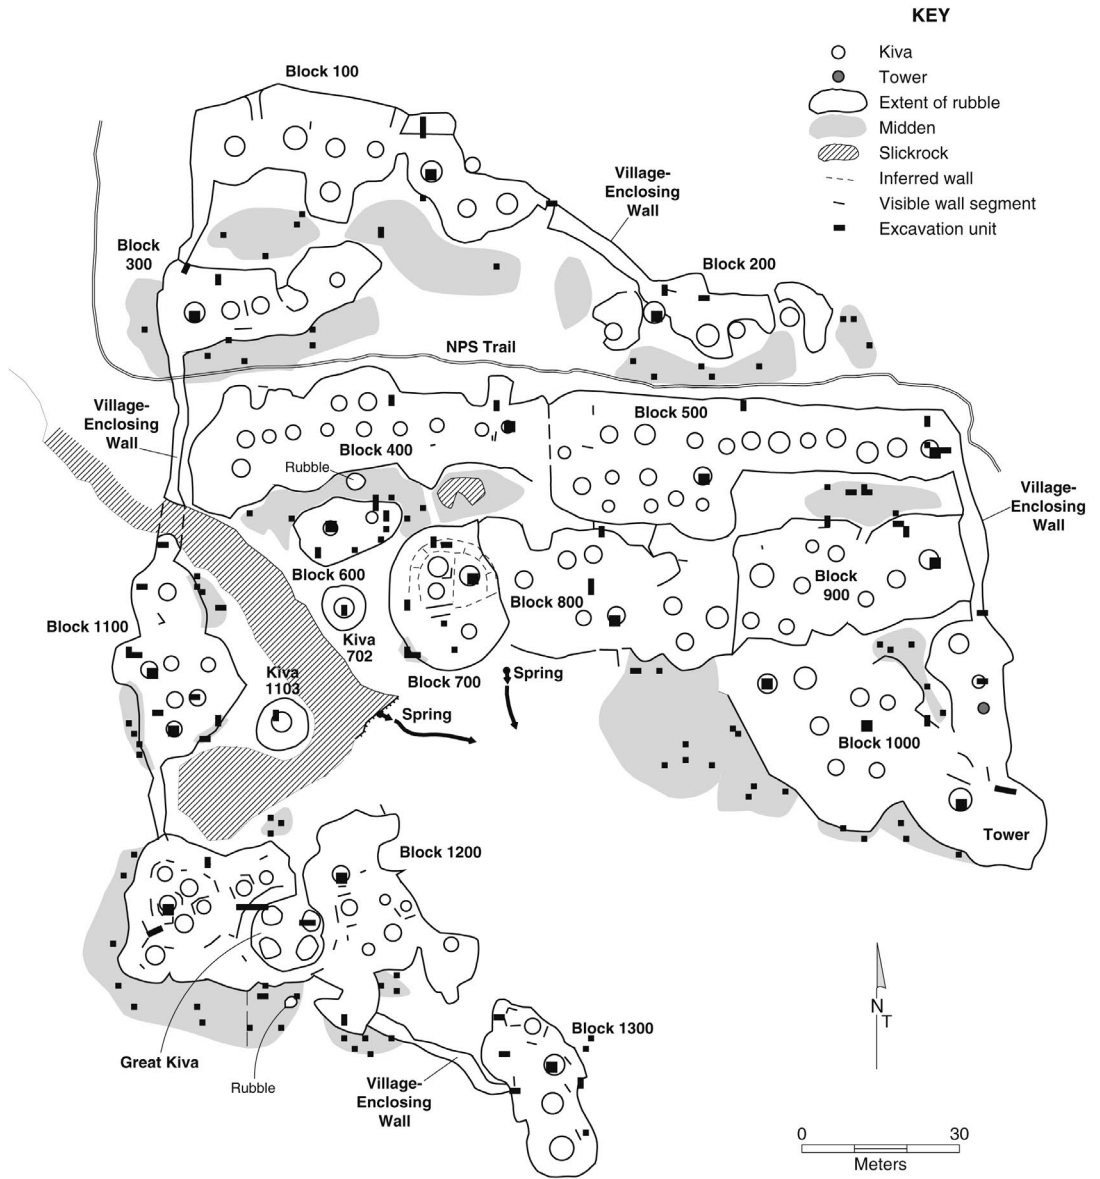 KEY
Kiva
Tower
Extent of rubble
Midden
Slickrock
Inferred wall
Visible wall segment
Excavation unit
Block 100
Village-
Enclosing
Wall
Block
300
Block 200
NPS Trail
Village-
Enclosing
Wall
Block 500
Block 400
Rubble
Village-
Enclosing
Wall
Block 600
Block
900
Block 800
Block 1100
Kiva
702
Kiva
1103
Block 700
Spring
Spring
Block 1000
Tower
Block 1200
N
T
Block 1300
Great Kiva
Rubble
Village-
Enclosing
Wall
0 30
Meters